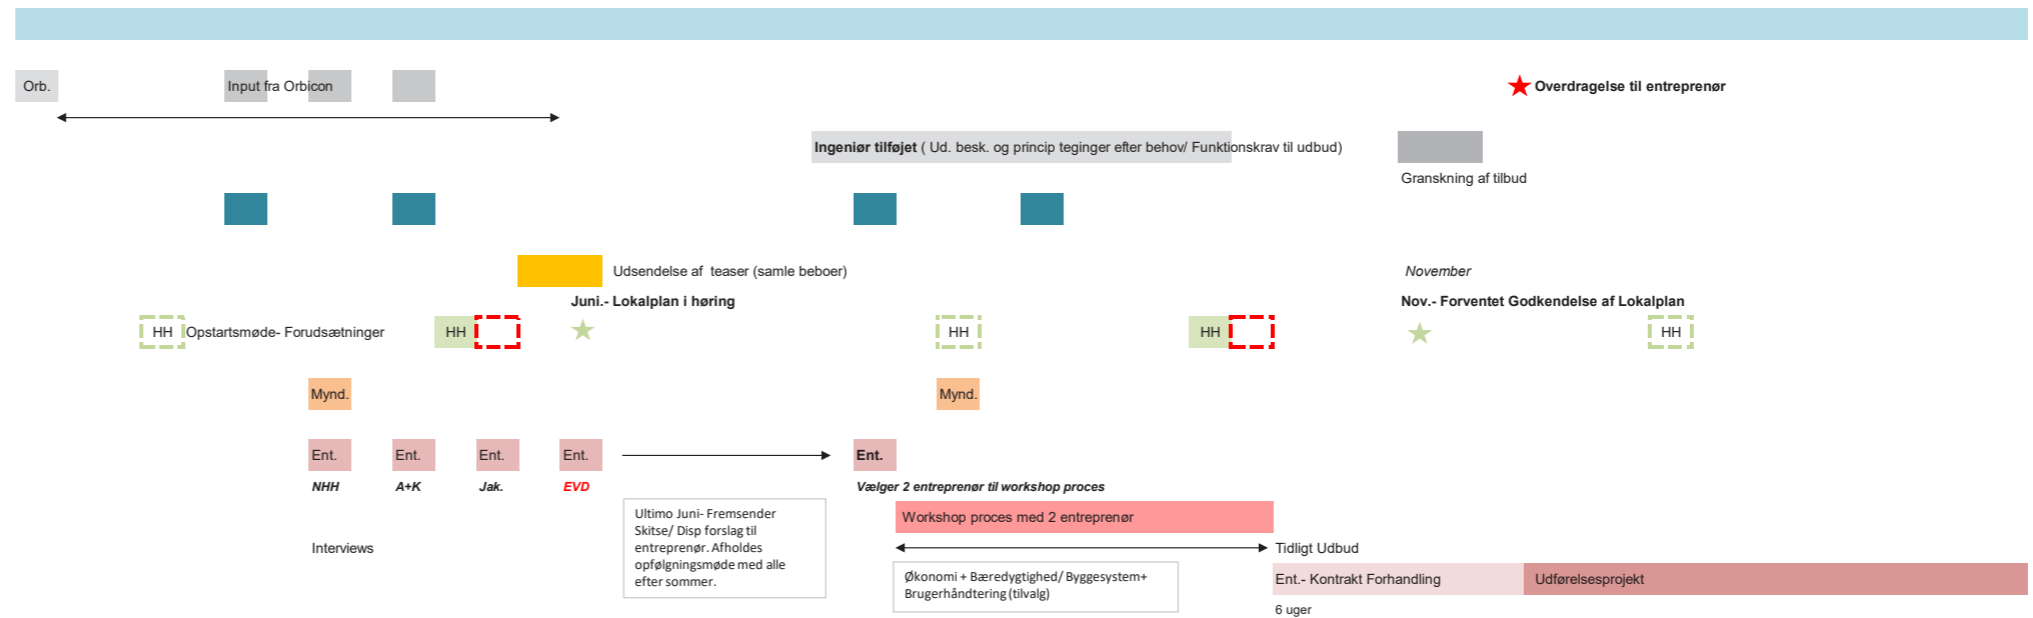 Orb.
Input fra Orbicon
Overdragelse til entreprenør
Ingeniør tilføjet ( Ud. besk. og princip teginger efter behov/ Funktionskrav til udbud)
Granskning af tilbud
Udsendelse af  teaser (samle beboer)
November
Juni.- Lokalplan i høring
Nov.- Forventet Godkendelse af Lokalplan
HH
Opstartsmøde- Forudsætninger
HH
HH
HH
HH
Mynd.
Mynd.
Ent.
Ent.
Ent.
Ent.
Ent.
NHH
A+K
Jak.
EVD
Vælger 2 entreprenør til workshop proces
Ultimo Juni- Fremsender
Skitse/ Disp forslag til
entreprenør. Afholdes
opfølgningsmøde med alle
efter sommer.
Workshop proces med 2 entreprenør
Interviews
Tidligt Udbud
Økonomi + Bæredygtighed/ Byggesystem+
Brugerhåndtering (tilvalg)
Ent.- Kontrakt Forhandling
Udførelsesprojekt
6 uger